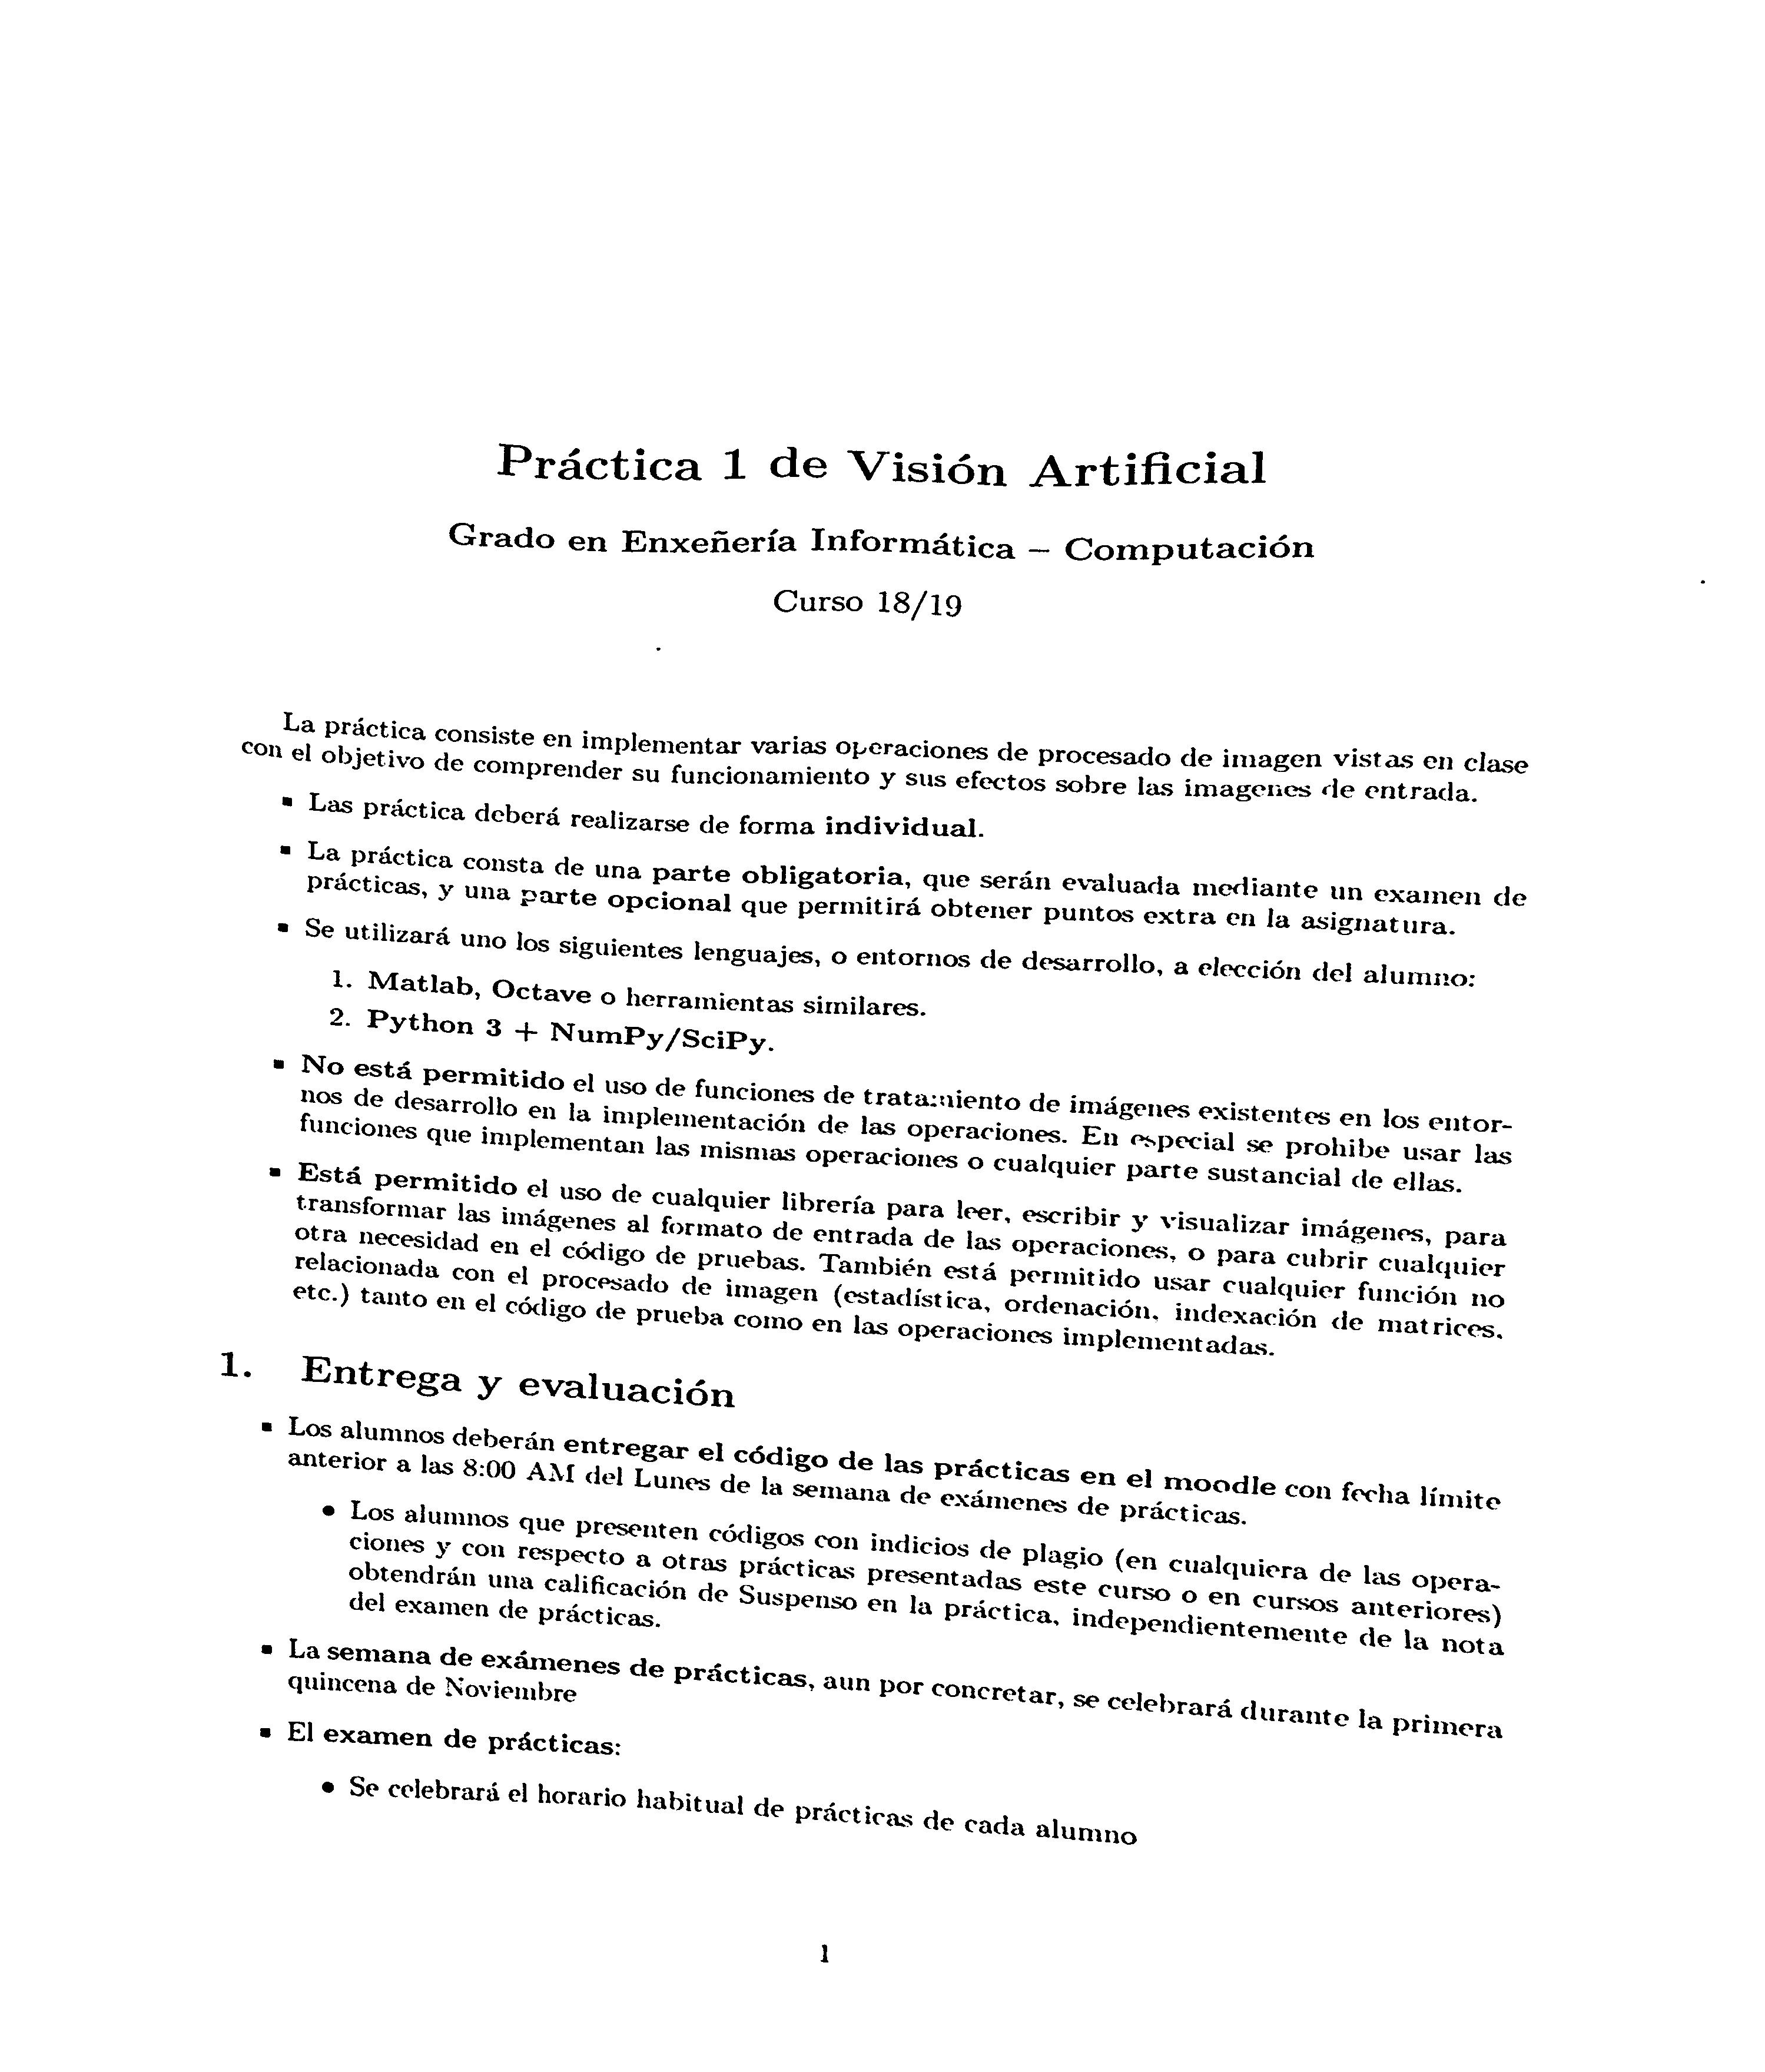 Práctica 1 de Visión Artificial
Grado en Enxeñería Informática – Computación
Curso 18/19
La práctica consiste en implementar varias operaciones de procesado de imagen vistas en clase
con el objetivo de comprender su funcionamiento y sus efectos sobre las imagenes de entrada.
▪ Las práctica deberá realizarse de forma individual.
▪ La práctica consta de una parte obligatoria, que serán evaluada mediante un examen de
prácticas, y una parte opcional que permitirá obtener puntos extra en la asignatura.
▪ Se utilizará uno los siguientes lenguajes, o entornos de desarrollo, a elección del alumno:
1. Matlab, Octave o herramientas similares.
2. Python 3 + NumPy/SciPy.
▪ No está permitido el uso de funciones de tratamiento de imágenes existentes en los entor-
nos de desarrollo en la implementación de las operaciones. En especial se prohibe usar las
funciones que implementan las mismas operaciones o cualquier parte sustancial de ellas.
▪ Está permitido el uso de cualquier librería para leer, escribir y visualizar imágenes, para
transformar las imágenes al formato de entrada de las operaciones, o para cubrir cualquier
otra necesidad en el código de pruebas. También está permitido usar cualquier función no
relacionada con el procesado de imagen (estadística, ordenación, indexación de matrices,
etc.) tanto en el código de prueba como en las operaciones implementadas.
1. Entrega y evaluación
▪ Los alumnos deberán entregar el código de las prácticas en el moodle con fecha límite
anterior a las 8:00 AM del Lunes de la semana de exámenes de prácticas.
• Los alumnos que presenten códigos con indicios de plagio (en cualquiera de las opera-
ciones y con respecto a otras prácticas presentadas este curso o en cursos anteriores)
obtendrán una calificación de Suspenso en la práctica, independientemente de la nota
del examen de prácticas.
▪ La semana de exámenes de prácticas, aun por concretar, se celebrará durante la primera
quincena de Noviembre
▪ El examen de prácticas:
• Se celebrará el horario habitual de prácticas de cada alumno
1